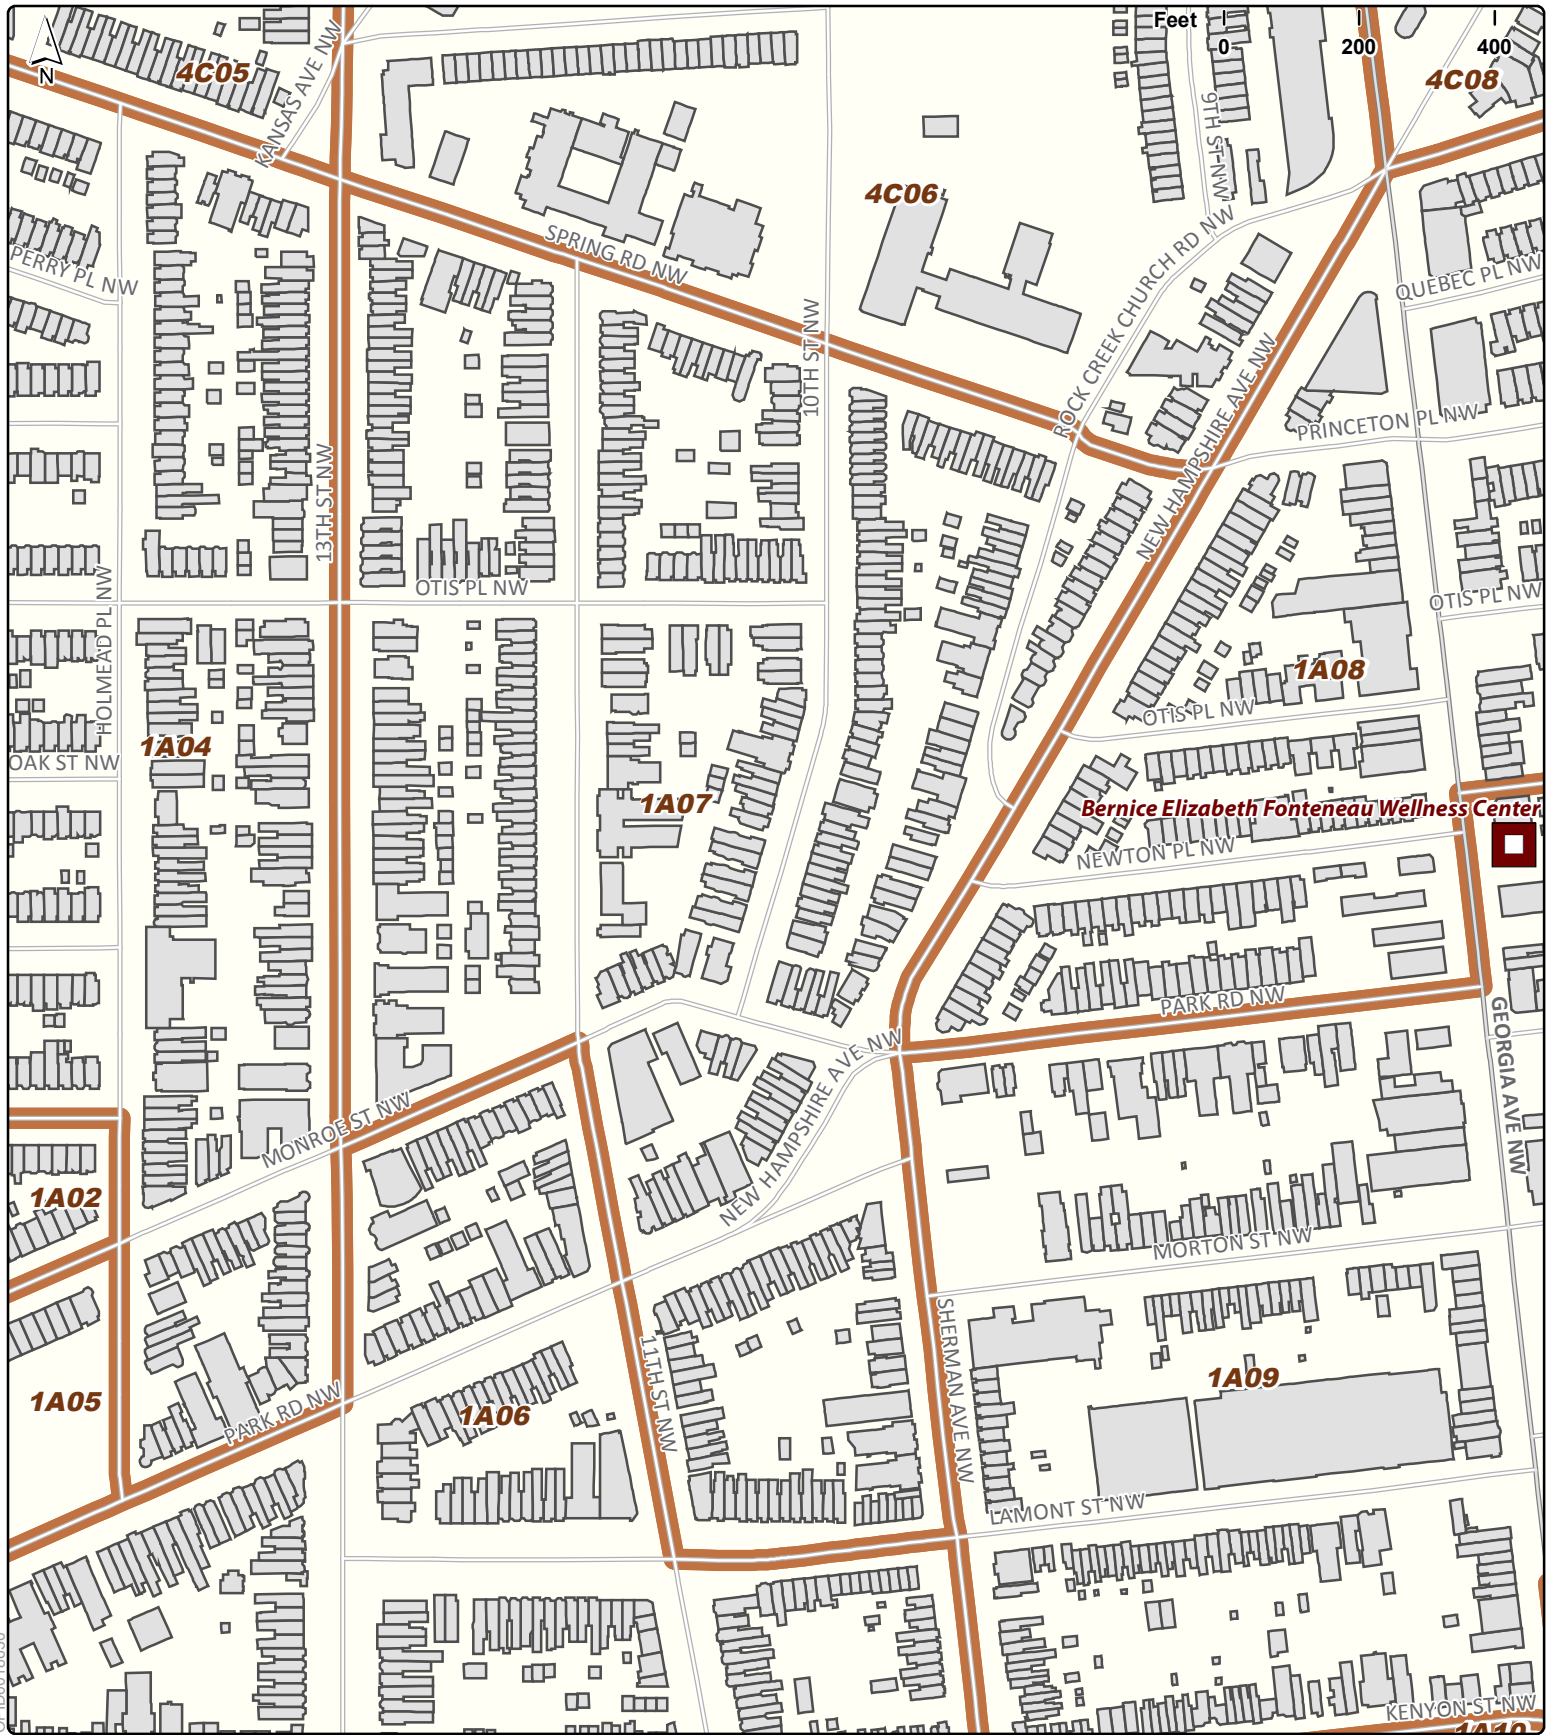 Feet
0
200
400
N
4C05
4C08
KANSAS AVE NW
9TH ST NW
4C06
PERRY PL NW
SPRING RD NW
ROCK CREEK CHURCH RD NW
QUEBEC PL NW
10TH ST NW
NEW HAMPSHIRE AVE NW
PRINCETON PL NW
13TH ST NW
HOLMEAD PL NW
OTIS PL NW
OTIS PL NW
1A08
OTIS PL NW
1A04
OAK ST NW
1A07
Bernice Elizabeth Fonteneau Wellness Center
NEWTON PL NW
PARK RD NW
GEORGIA AVE NW
MONROE ST NW
NEW HAMPSHIRE AVE NW
1A02
MORTON ST NW
SHERMAN AVE NW
11TH ST NW
1A09
1A05
PARK RD NW
1A06
LAMONT ST NW
KENYON ST NW
1A10